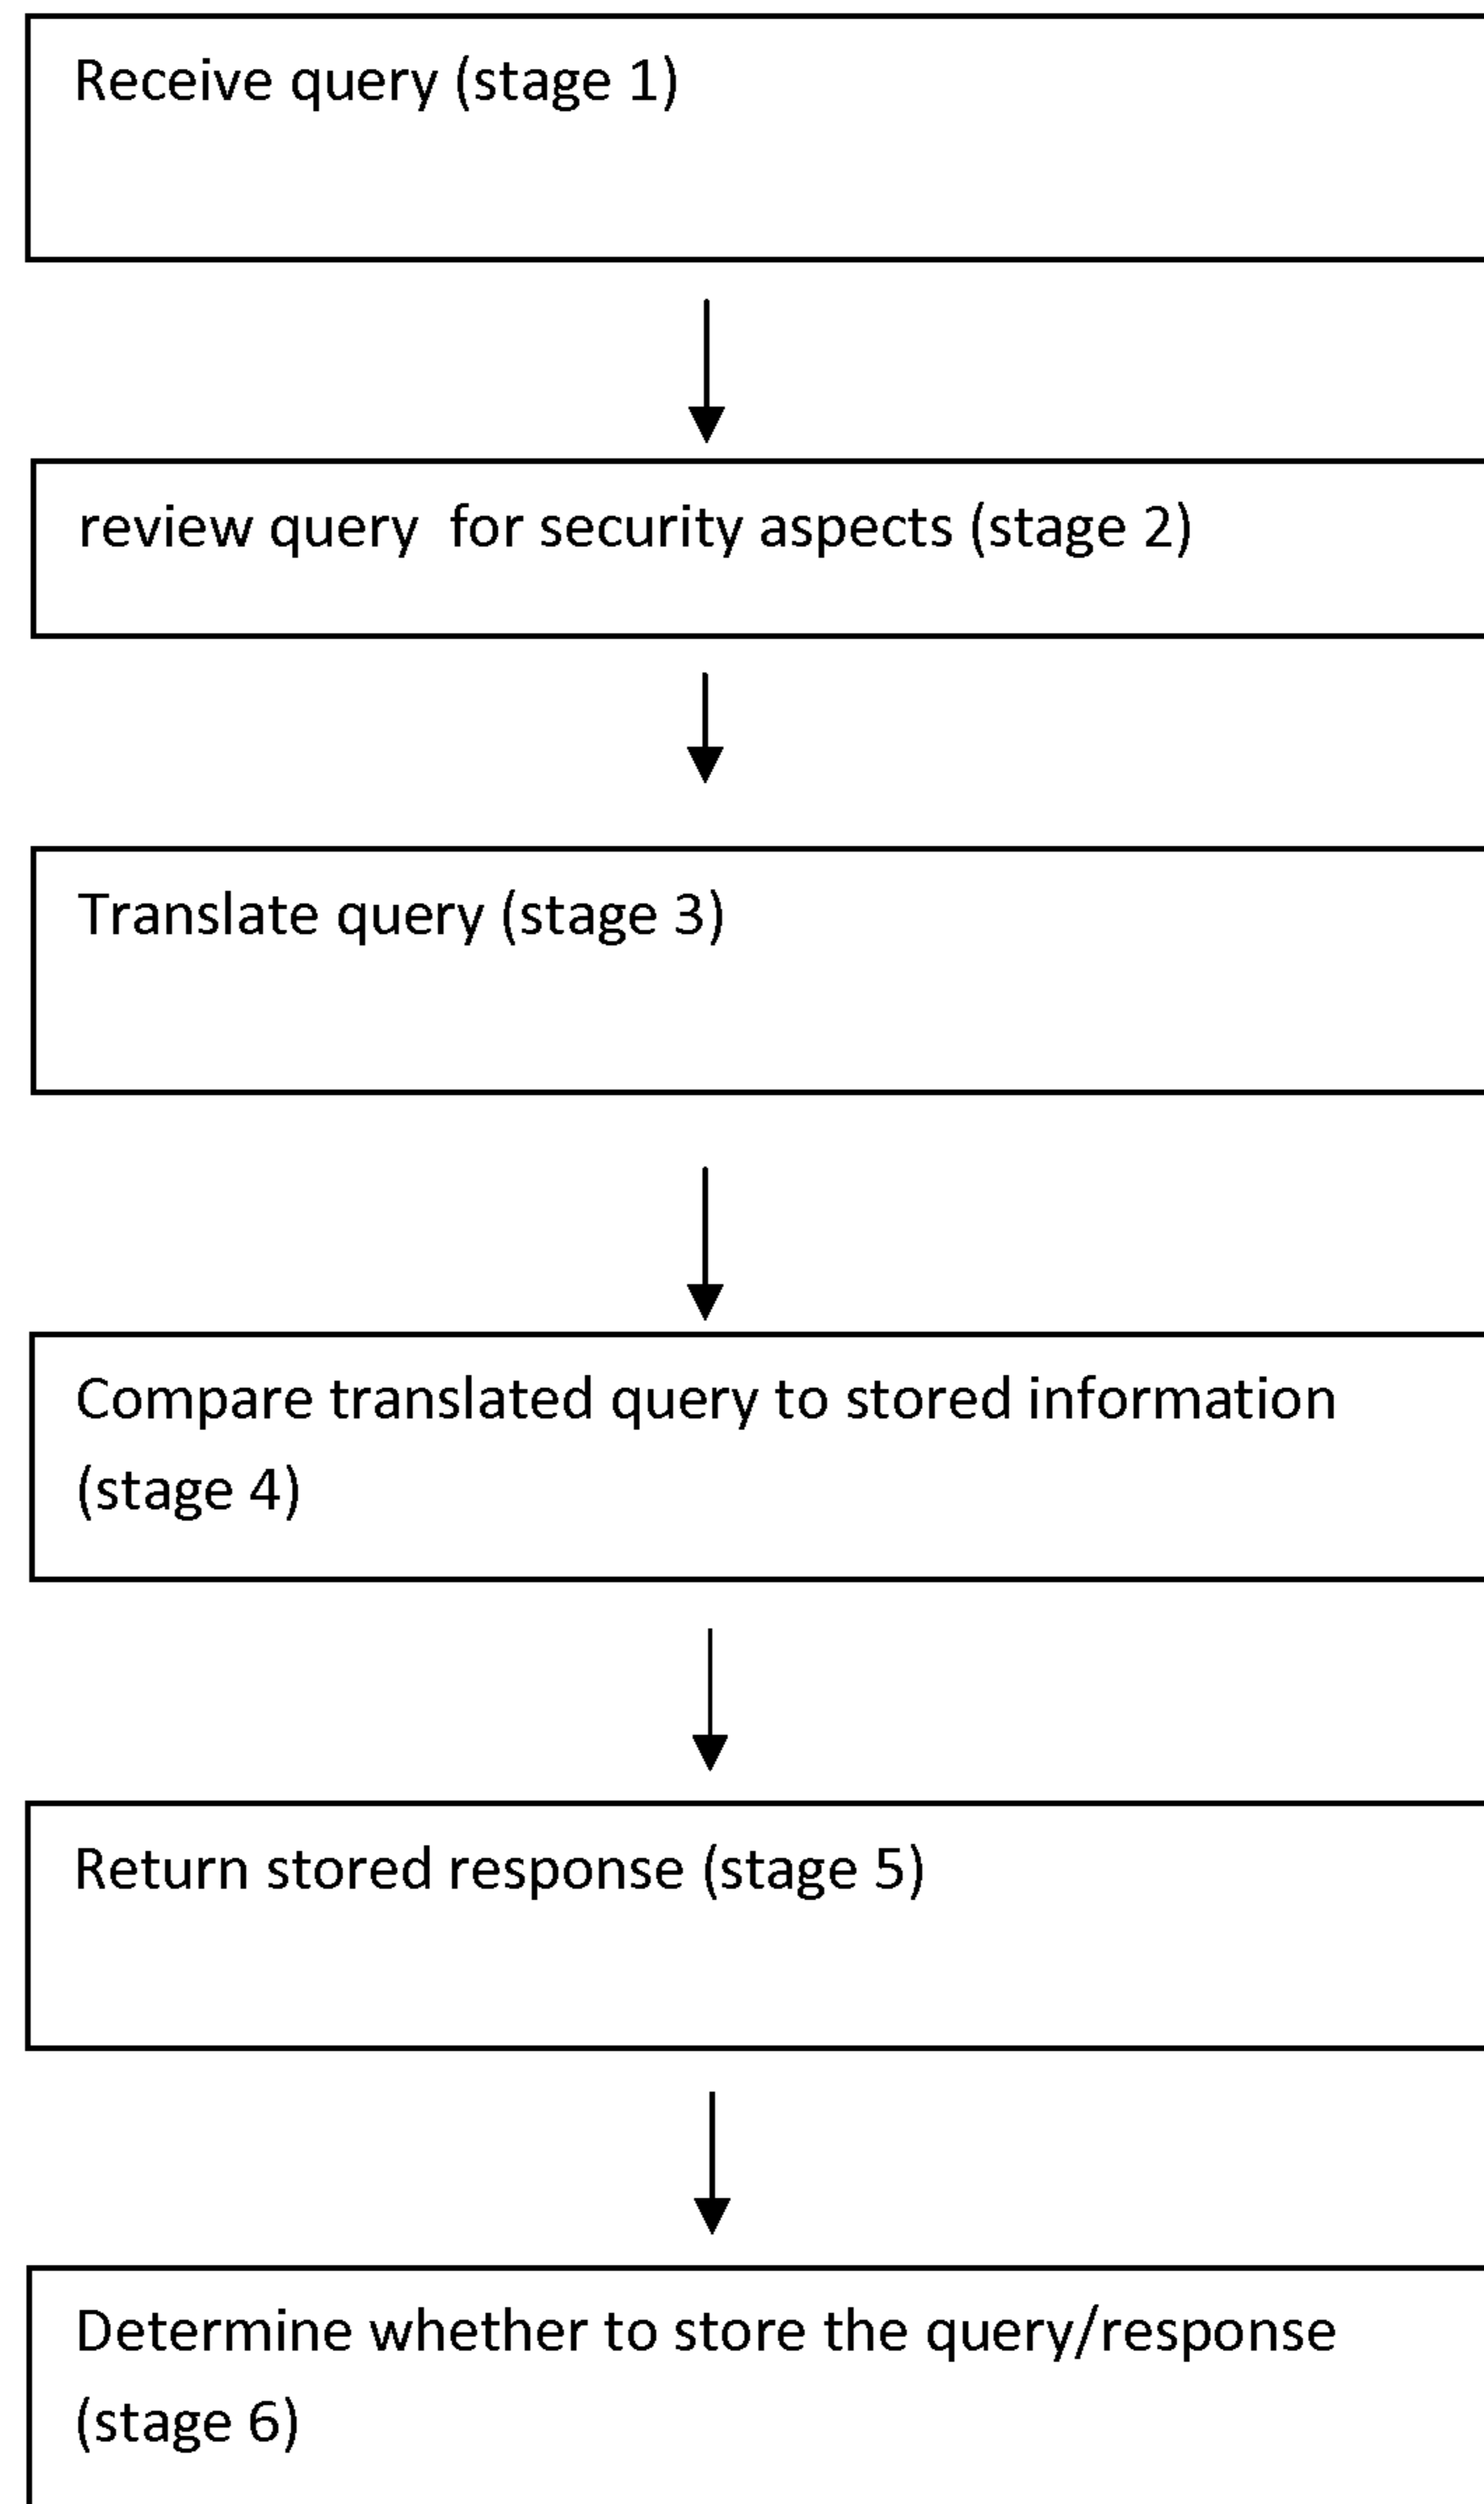 Receive query (stage 1)
review query  for security aspects (stage 2)
Translate query (stage 3)
Compare translated query to stored information
(stage 4)
Return stored response (stage 5)
Determine whether to store the query/response
(stage 6)